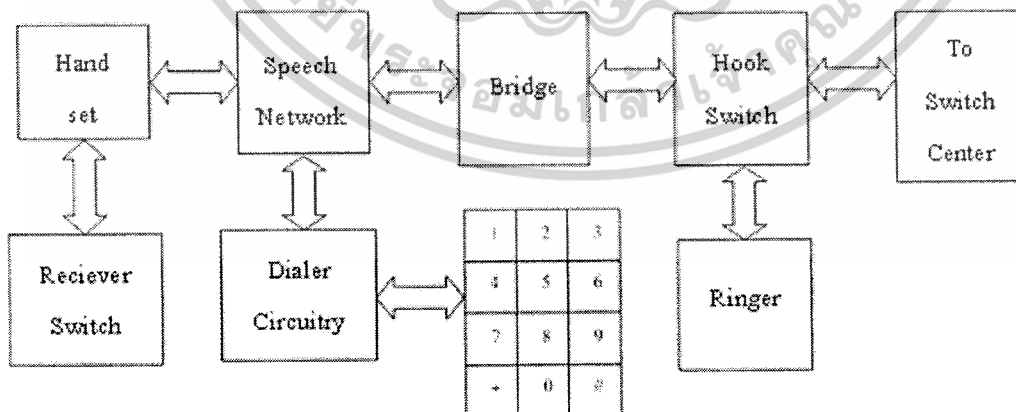 Hand
set
Speech
Network
Bridge
Hook
Switch
To
Switch
Center
Reciever
Switch
Dialer
Circuitry
1 2 3
4 5 6
7 8 9
* 0 #
Ringer